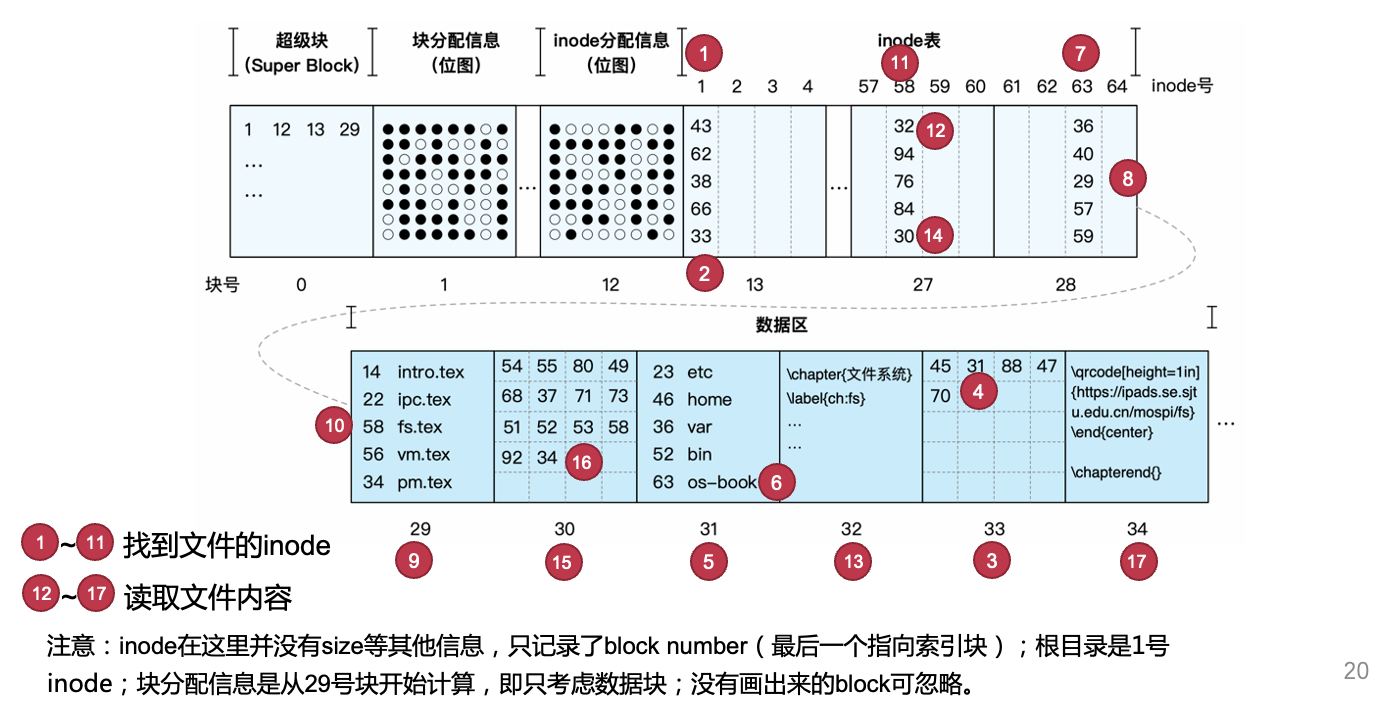 超级块 块分配信息 inode分配信息 inode表
（Super Block） （位图） （位图）
1 11 7
1 2 3 4 57 58 59 60 61 62 63 64 inode号
1 12 13 29 43 32 12 36
... 62 94 40
... ... ... 38 76 29 8
66 84 57
33 30 14 59
2
块号 0 1 12 13 27 28
数据区
14 intro.tex 54 55 80 49 23 etc \chapter{文件系统} 45 31 88 47 \qrcode[height=1in]
22 ipc.tex 68 37 71 73 46 home \label{ch:fs} 70 4 {https://ipads.se.sjt
10 58 fs.tex 51 52 53 58 36 var ... u.edu.cn/mospi/fs} ...
56 vm.tex 92 34 16 52 bin ... \end{center}
34 pm.tex 63 os-book 6 \chapterend{}
29 30 31 32 33 34
9 15 5 13 3 17
1 ~ 11 找到文件的inode
12 ~ 17 读取文件内容
注意：inode在这里并没有size等其他信息，只记录了block number（最后一个指向索引块）；根目录是1号
inode；块分配信息是从29号块开始计算，即只考虑数据块；没有画出来的block可忽略。
20